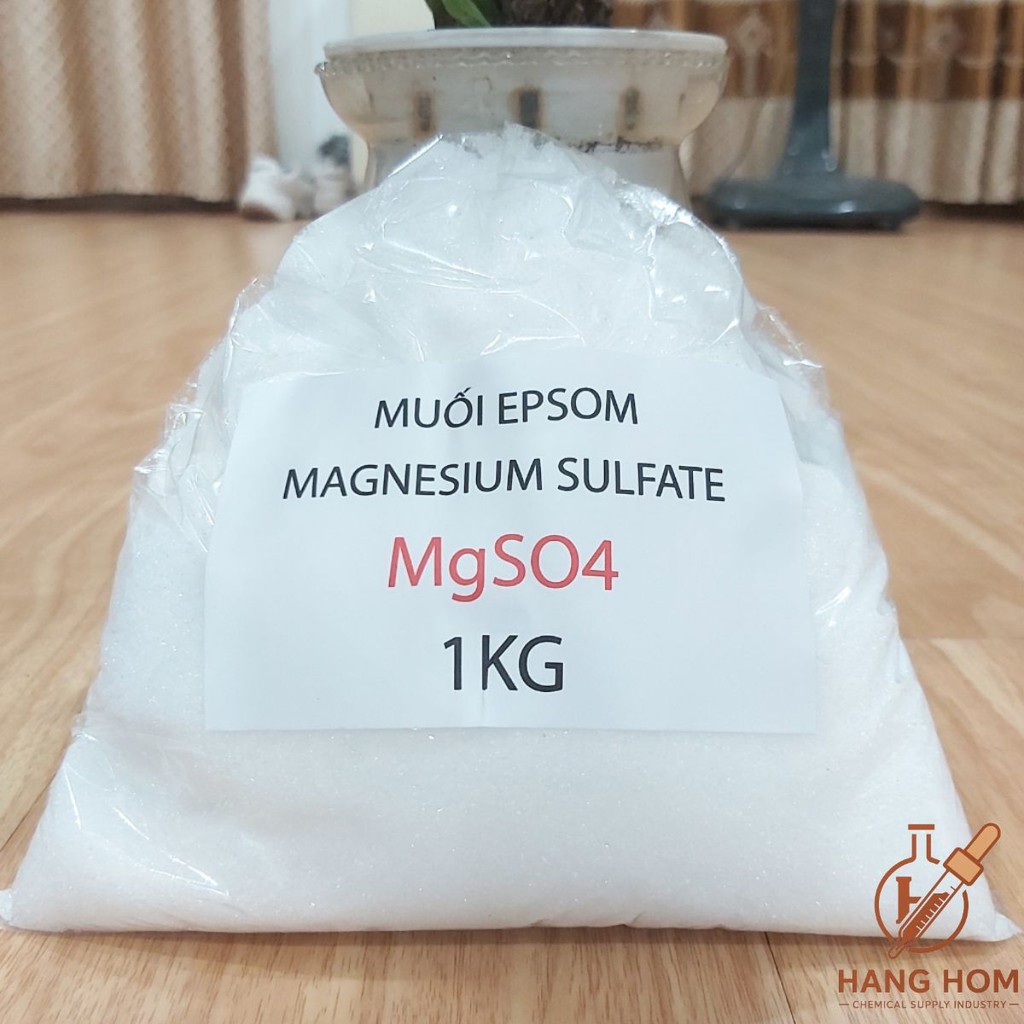 MUỐI EPSOM
MAGNESIUM SULFATE
MgSO4
1KG
H
HANG HOM
— CHEMICAL SUPPLY INDUSTRY —